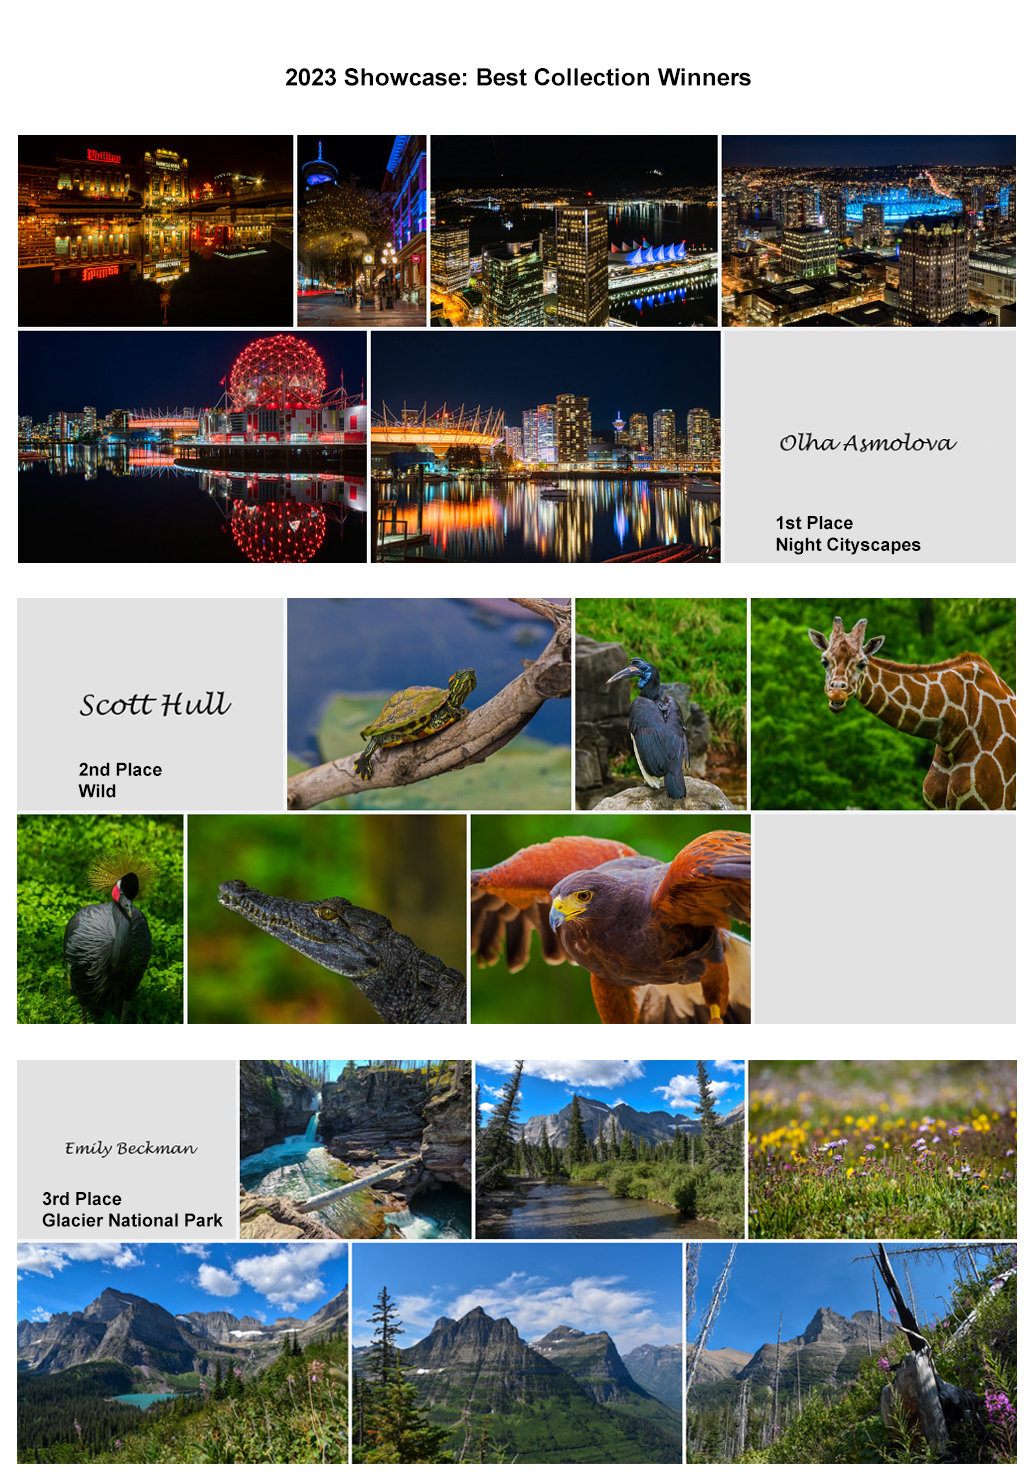 2023 Showcase: Best Collection Winners
Phillips
Olha Asmolova
1st Place
Night Cityscapes
Scott Hull
2nd Place
Wild
Emily Beckman
3rd Place
Glacier National Park